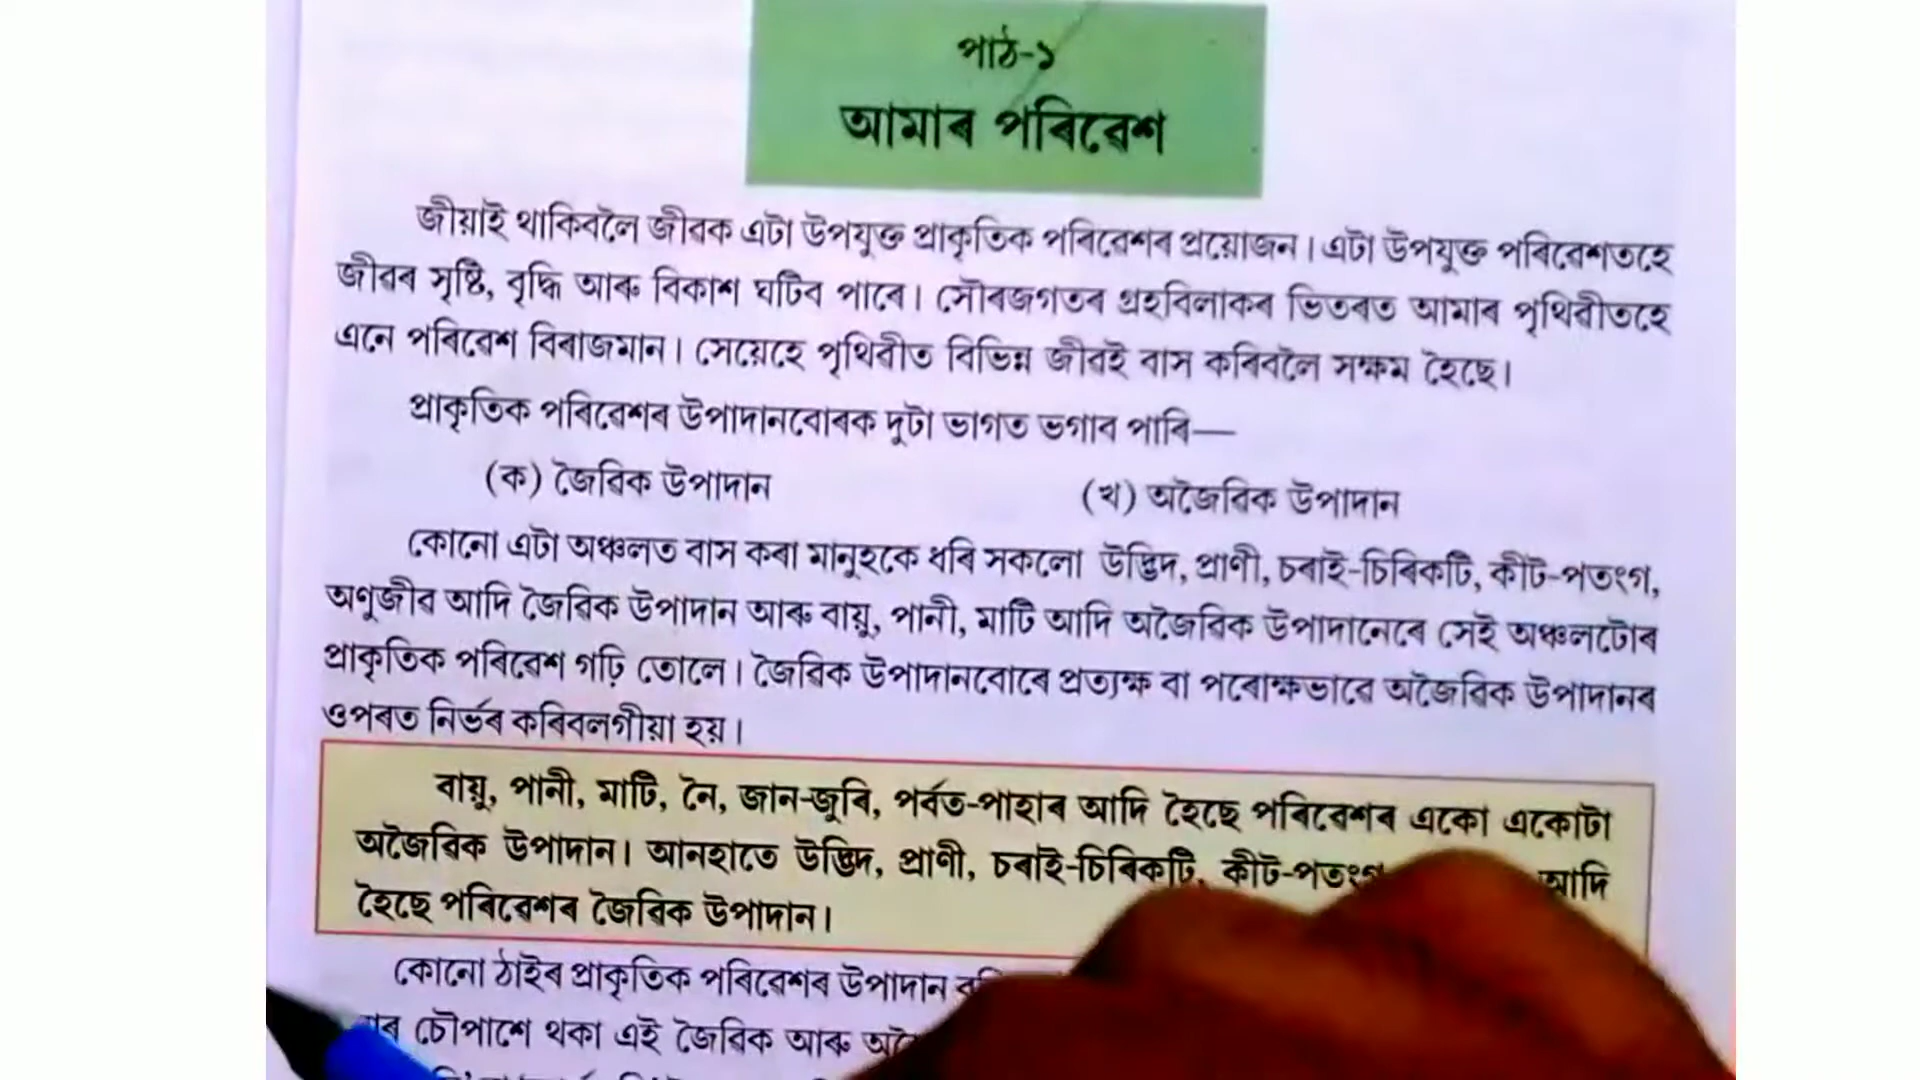 পাঠ-১
আমাৰ পৰিৱেশ
জীয়াই থাকিবলৈ জীৱক এটা উপযুক্ত প্ৰাকৃতিক পৰিৱেশৰ প্ৰয়োজন। এটা উপযুক্ত পৰিৱেশতহে
জীৱৰ সৃষ্টি, বৃদ্ধি আৰু বিকাশ ঘটিব পাৰে। সৌৰজগতৰ গ্ৰহবিলাকৰ ভিতৰত আমাৰ পৃথিৱীতহে
এনে পৰিৱেশ বিৰাজমান। সেয়েহে পৃথিৱীত বিভিন্ন জীৱই বাস কৰিবলৈ সক্ষম হৈছে।
প্ৰাকৃতিক পৰিৱেশৰ উপাদানবোৰক দুটা ভাগত ভগাব পাৰি—
(ক) জৈৱিক উপাদান (খ) অজৈৱিক উপাদান
কোনো এটা অঞ্চলত বাস কৰা মানুহকে ধৰি সকলো উদ্ভিদ, প্ৰাণী, চৰাই-চিৰিকটি, কীট-পতংগ,
অণুজীৱ আদি জৈৱিক উপাদান আৰু বায়ু, পানী, মাটি আদি অজৈৱিক উপাদানেৰে সেই অঞ্চলটোৰ
প্ৰাকৃতিক পৰিৱেশ গঢ়ি তোলে। জৈৱিক উপাদানবোৰে প্ৰত্যক্ষ বা পৰোক্ষভাৱে অজৈৱিক উপাদানৰ
ওপৰত নিৰ্ভৰ কৰিবলগীয়া হয়।
বায়ু, পানী, মাটি, নৈ, জান-জুৰি, পৰ্বত-পাহাৰ আদি হৈছে পৰিৱেশৰ একো একোটা
অজৈৱিক উপাদান। আনহাতে উদ্ভিদ, প্ৰাণী, চৰাই-চিৰিকটি, কীট-পতংগ আদি
হৈছে পৰিৱেশৰ জৈৱিক উপাদান।
কোনো ঠাইৰ প্ৰাকৃতিক পৰিৱেশৰ উপাদান
চৌপাশে থকা এই জৈৱিক আৰু